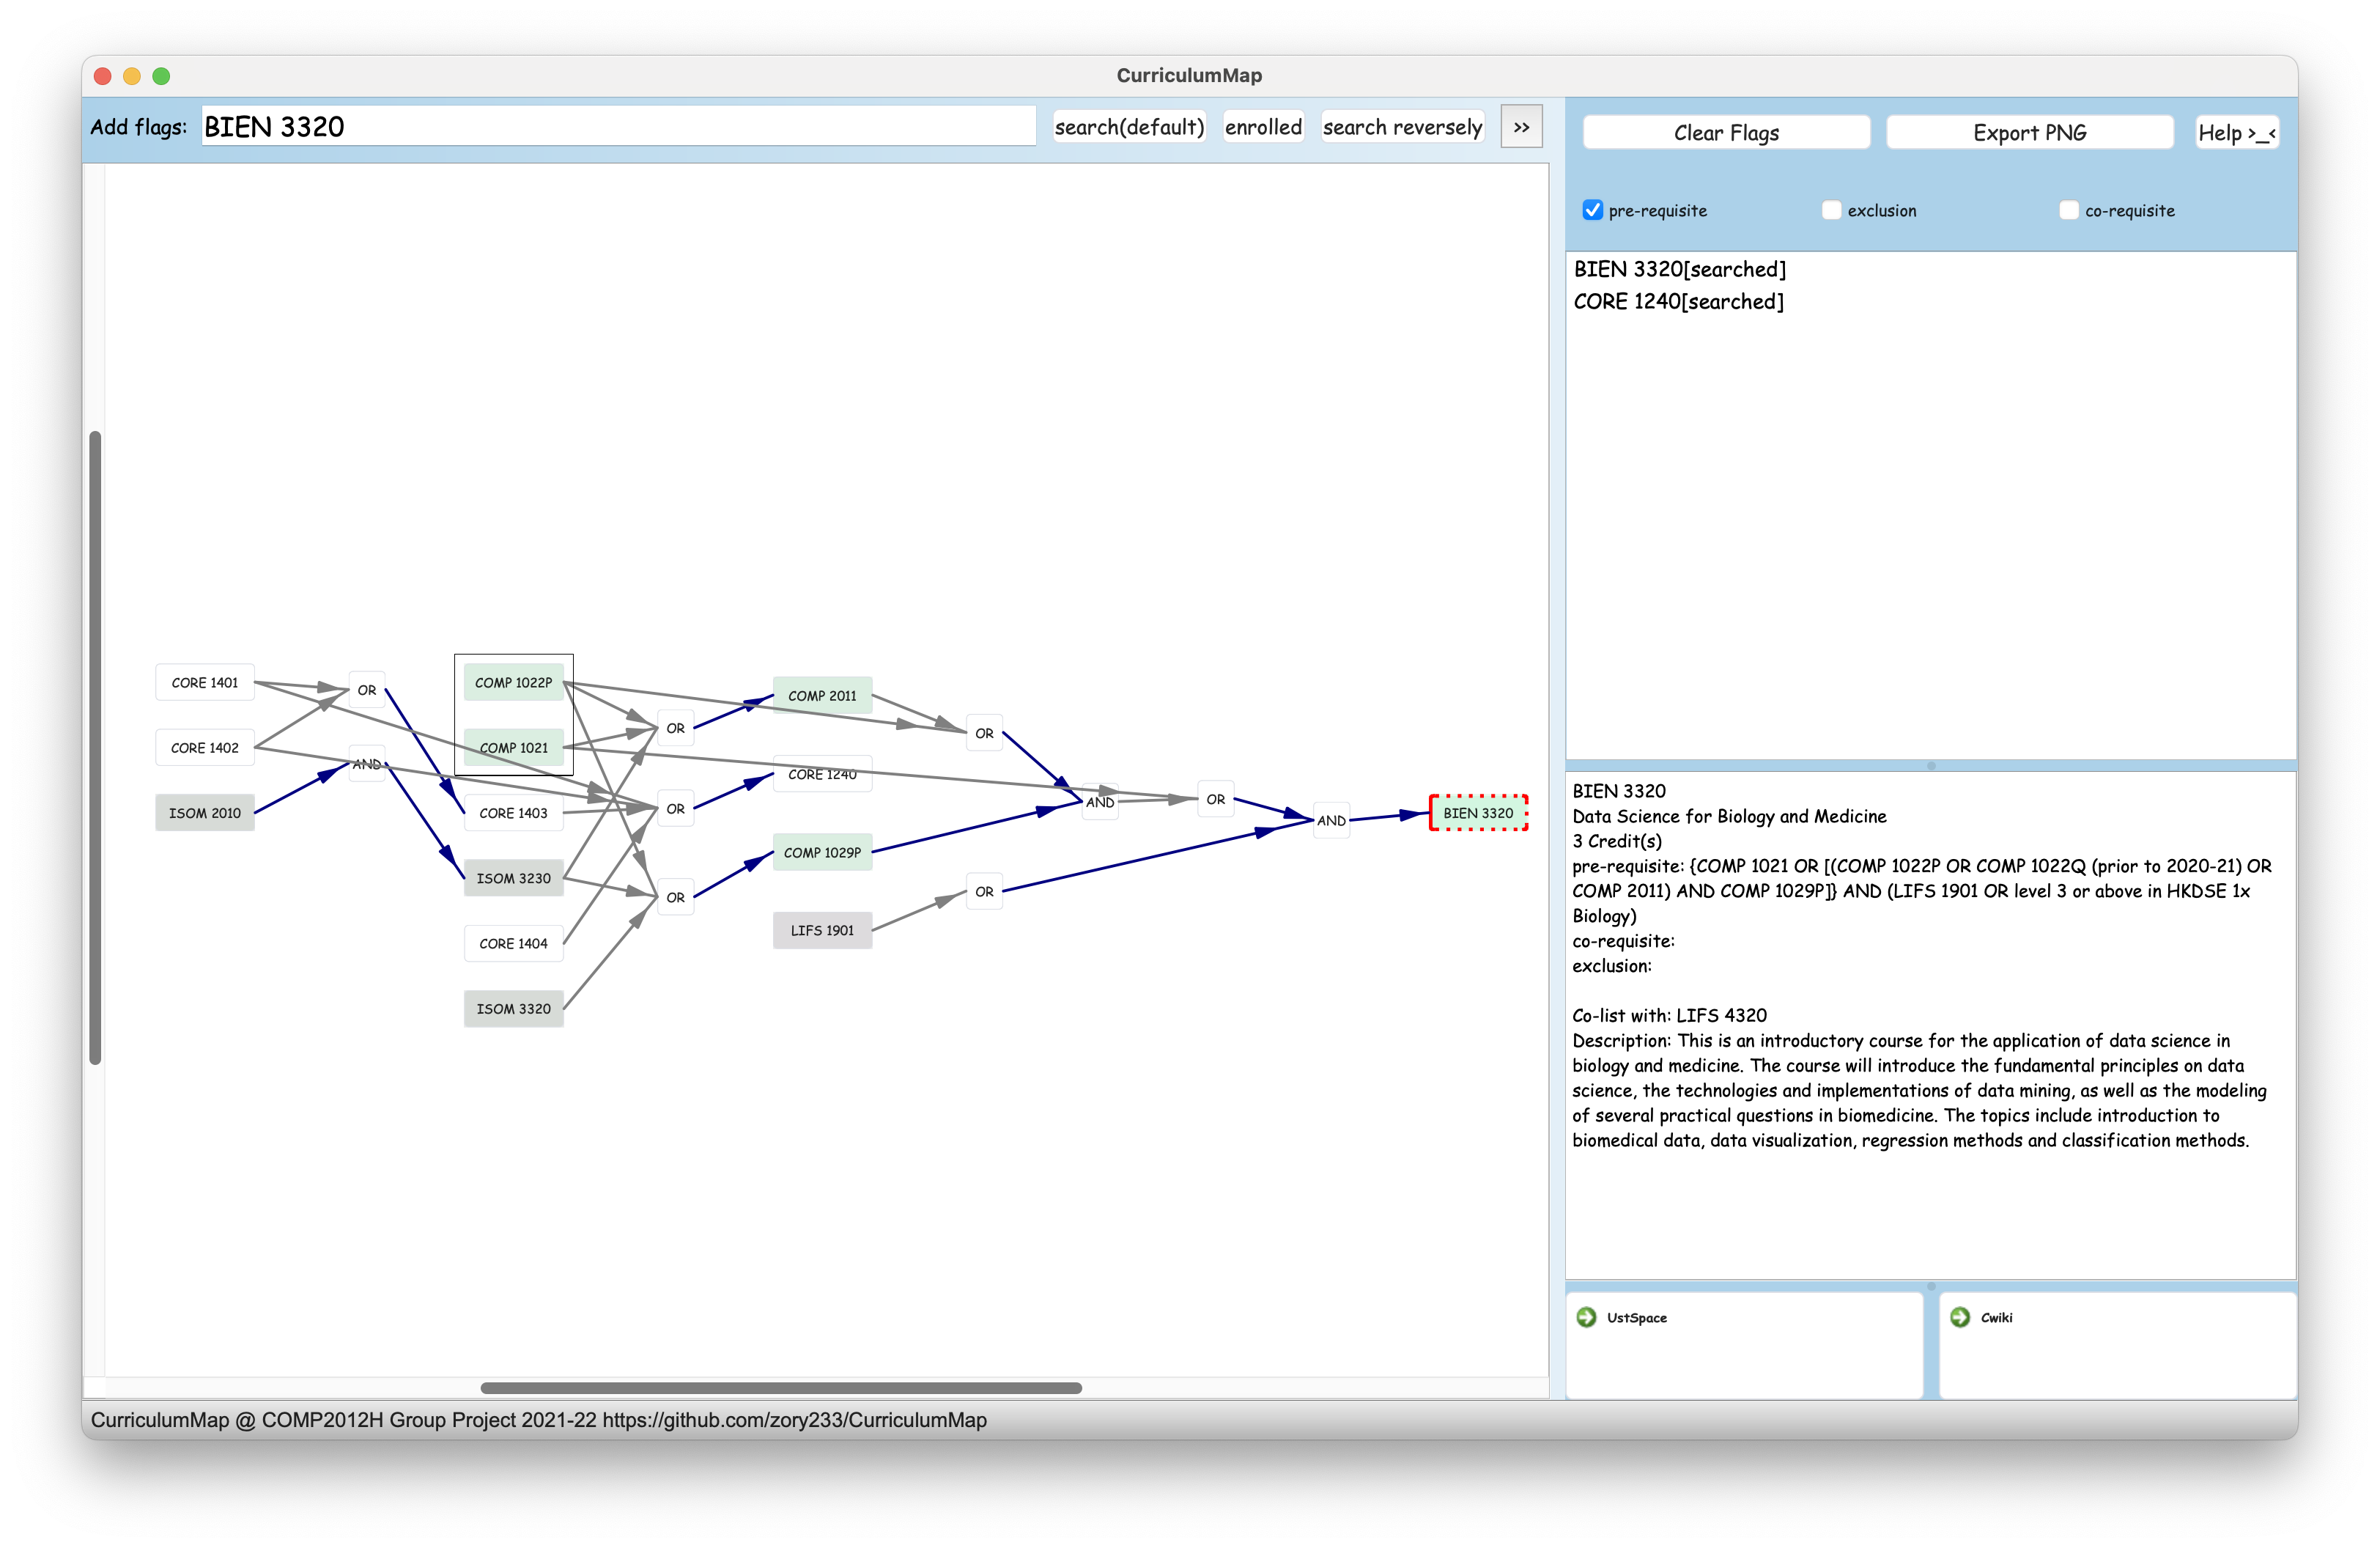 CurriculumMap
Add flags:
BIEN 3320
search(default)
enrolled
search reversely
>>
Clear Flags
Export PNG
Help >_<
pre-requisite
exclusion
co-requisite
BIEN 3320[searched]
CORE 1240[searched]
CORE 1401
OR
COMP 1022P
COMP 2011
OR
OR
CORE 1402
AND
COMP 1021
CORE 1240
AND
OR
ISOM 2010
CORE 1403
OR
AND
BIEN 3320
COMP 1029P
ISOM 3230
OR
OR
CORE 1404
LIFS 1901
ISOM 3320
BIEN 3320
Data Science for Biology and Medicine
3 Credit(s)
pre-requisite: {COMP 1021 OR [(COMP 1022P OR COMP 1022Q (prior to 2020-21) OR
COMP 2011) AND COMP 1029P]} AND (LIFS 1901 OR level 3 or above in HKDSE 1x
Biology)
co-requisite:
exclusion:
Co-list with: LIFS 4320
Description: This is an introductory course for the application of data science in
biology and medicine. The course will introduce the fundamental principles on data
science, the technologies and implementations of data mining, as well as the modeling
of several practical questions in biomedicine. The topics include introduction to
biomedical data, data visualization, regression methods and classification methods.
UstSpace
Cwiki
CurriculumMap @ COMP2012H Group Project 2021-22 https://github.com/zory233/CurriculumMap